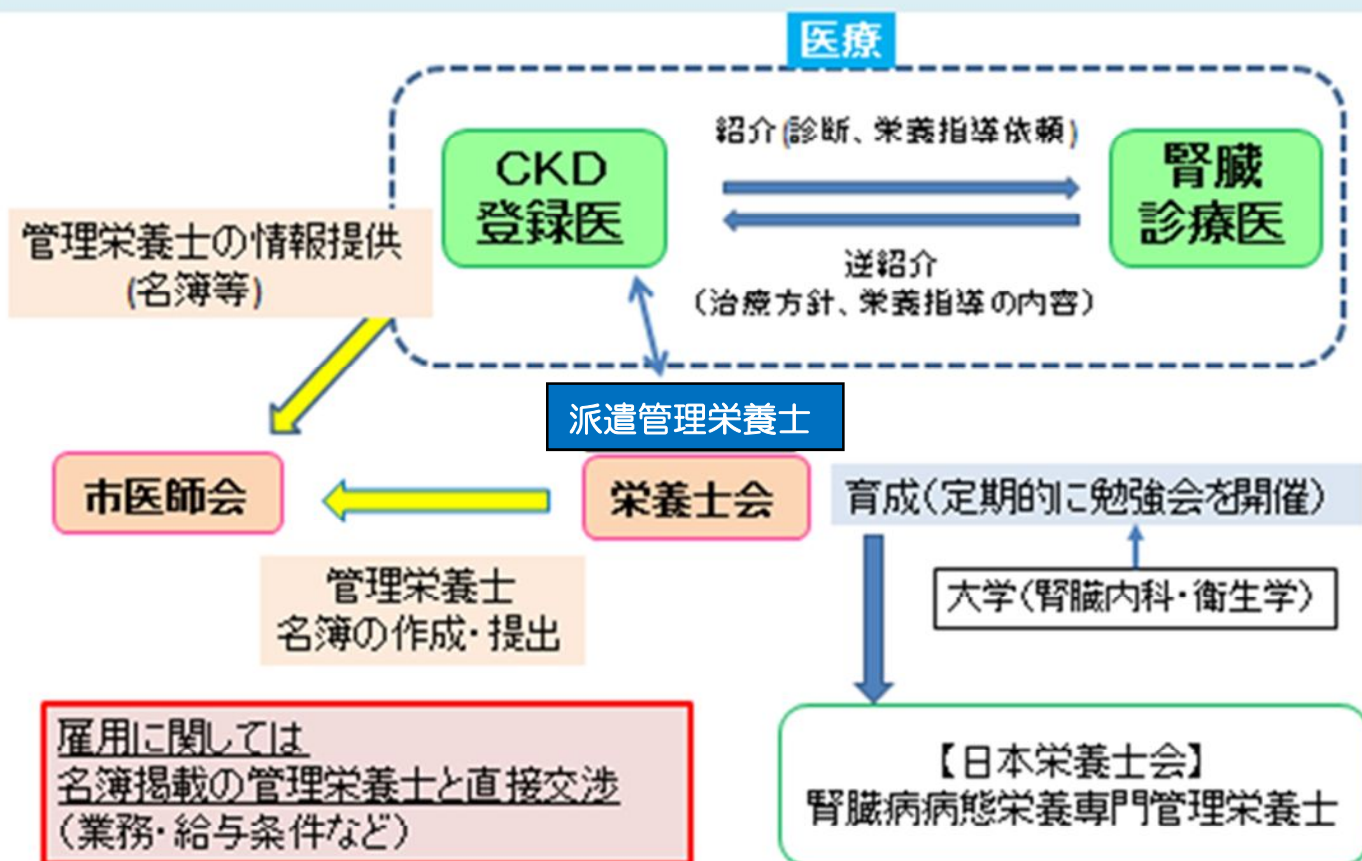 医療
紹介(診断、栄養指導依頼)
CKD
登録医
腎臓
診療医
逆紹介
(治療方針、栄養指導の内容)
管理栄養士の情報提供
(名簿等)
派遣管理栄養士
市医師会
栄養士会
育成(定期的に勉強会を開催)
管理栄養士
名簿の作成・提出
大学(腎臓内科・衛生学)
雇用に関しては
名簿掲載の管理栄養士と直接交渉
(業務・給与条件など)
【日本栄養士会】
腎臓病病態栄養専門管理栄養士